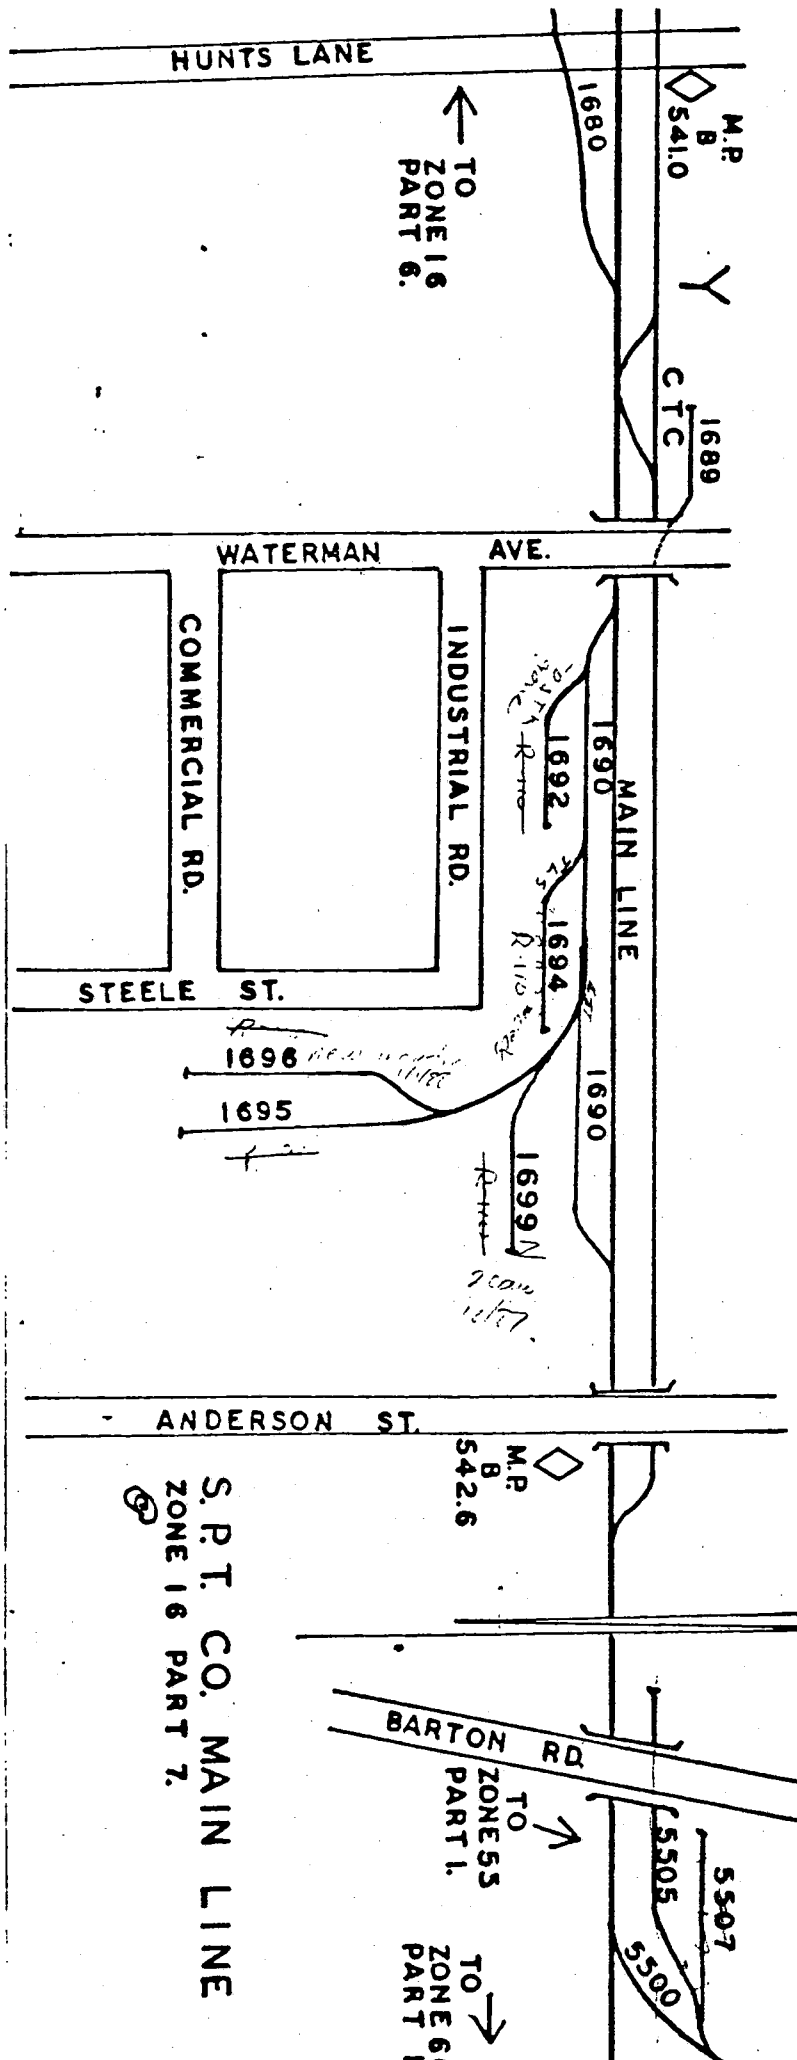 HUNTS LANE
M.P.
B
541.0
1680
TO
ZONE 16
PART 6.
Y
CTC
1689
WATERMAN AVE.
COMMERCIAL RD.
INDUSTRIAL RD.
MAIN LINE
1690
1692
1694
STEELE ST.
1696
1695
1690
1699 N
ANDERSON ST.
M.P.
B
542.6
S.P.T. CO. MAIN LINE
ZONE 16 PART 7.
BARTON RD.
TO
ZONE 55
PART 1.
5505
5507
5500
TO